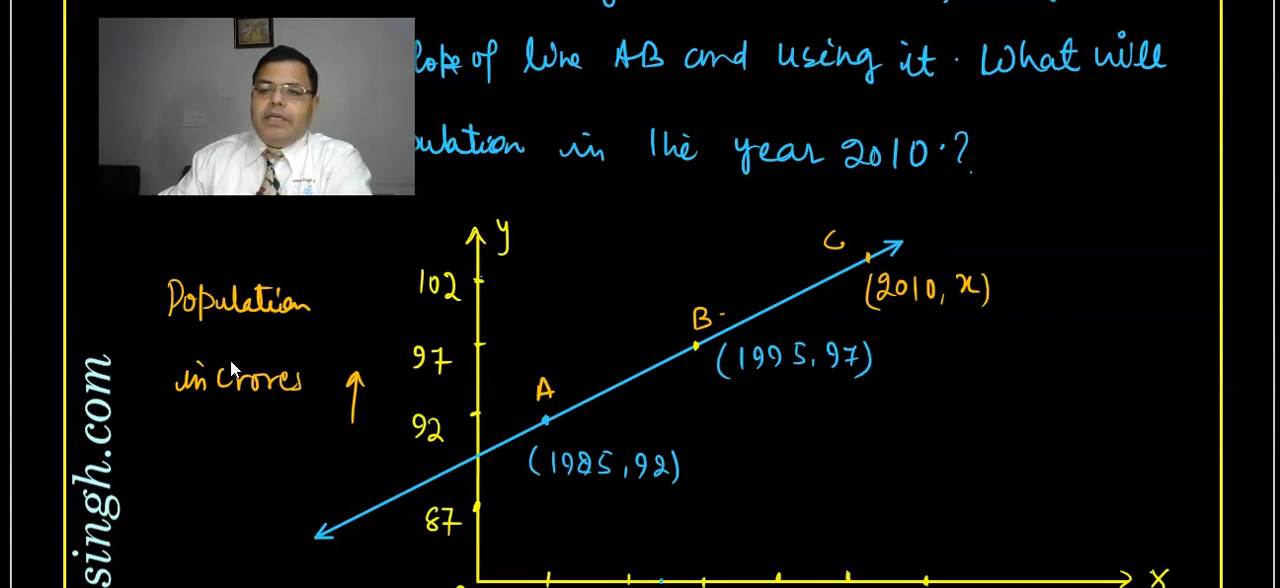 lope of line AB and using it. What will
pulation in the year 2010.?
y
C
102
(2010, x)
Population
B
97
(1995, 97)
in Crores
A
92
(1985, 92)
87
X
singh.com